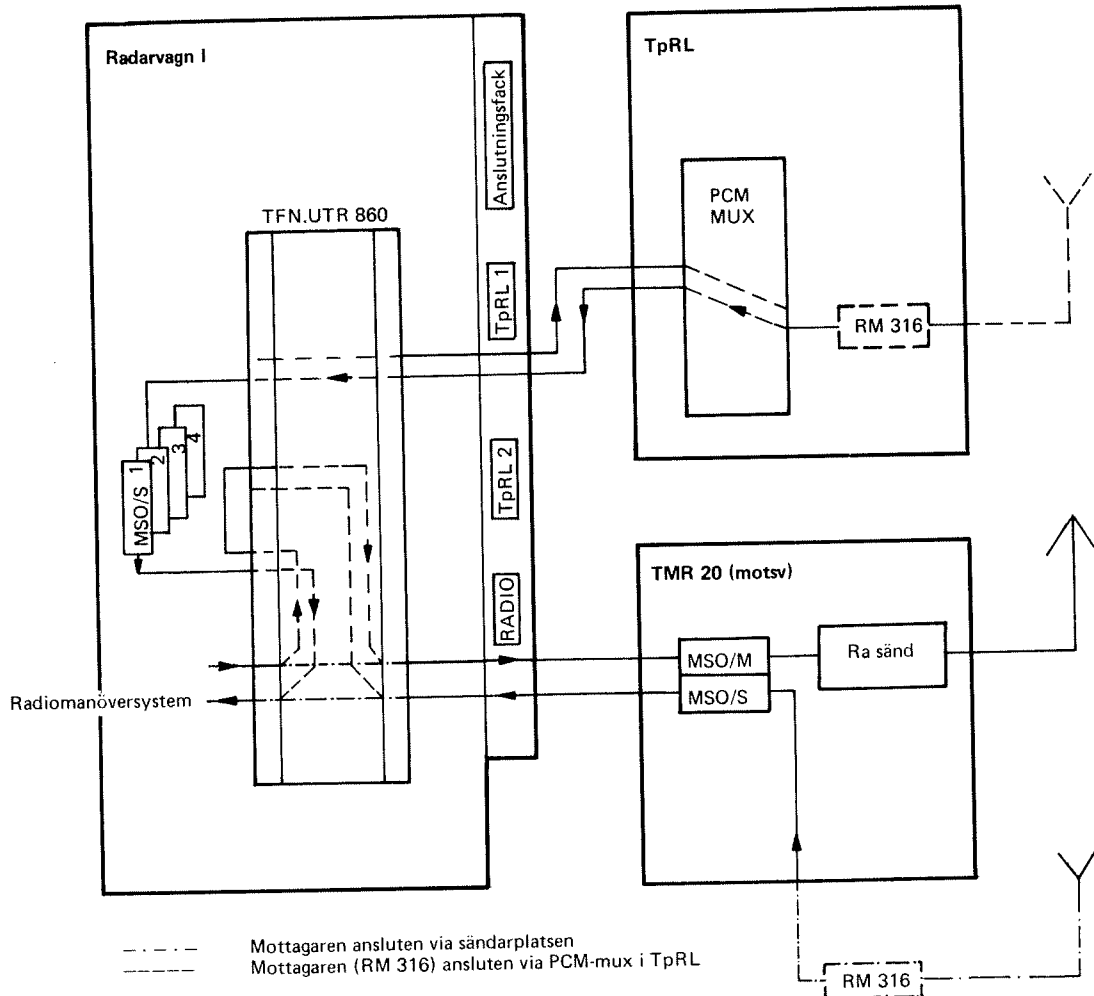 Radarvagn I
TpRL
Anslutningsfack
PCM
MUX
TFN.UTR 860
TpRL 1
RM 316
MSO/S 1
2
3
4
TpRL 2
TMR 20 (motsv)
RADIO
MSO/M
Ra sänd
MSO/S
Radiomanöversystem
Mottagaren ansluten via sändarplatsen
Mottagaren (RM 316) ansluten via PCM-mux i TpRL
RM 316